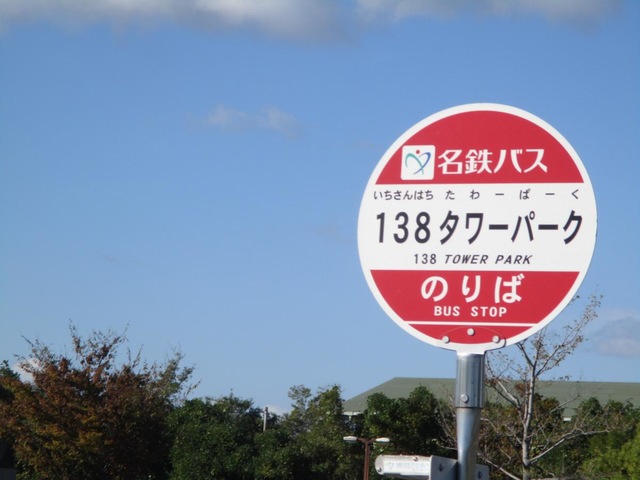 名鉄バス
いちさんはち たわーぱーく
138タワーパーク
138 TOWER PARK
のりば
BUS STOP